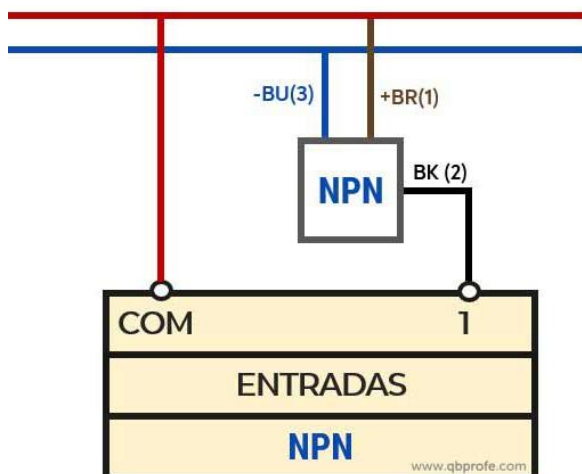 -BU(3)
+BR(1)
NPN
BK (2)
COM
1
ENTRADAS
NPN
www.qbprofe.com